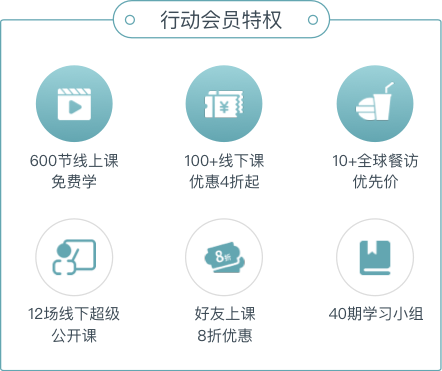 行动会员特权
600节线上课
免费学
¥
100+线下课
优惠4折起
10+全球餐访
优先价
12场线下超级
公开课
8折
好友上课
8折优惠
40期学习小组